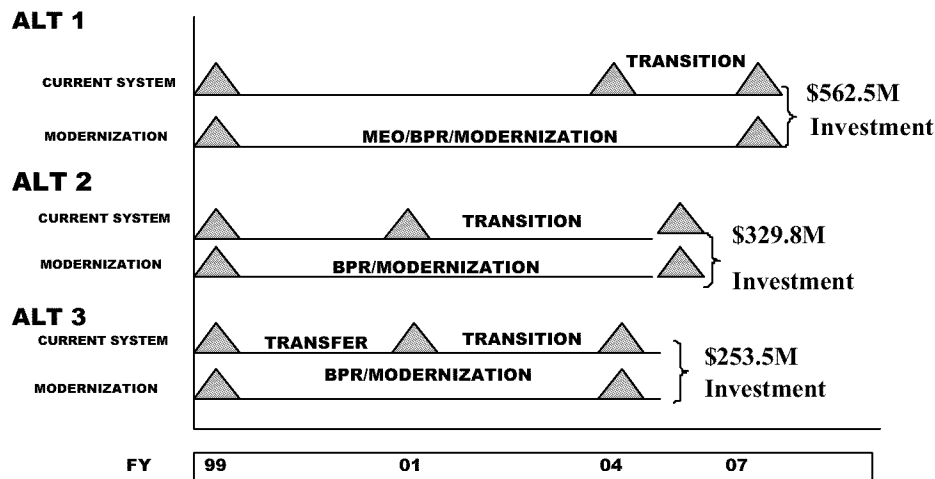 ALT 1
TRANSITION
CURRENT SYSTEM
$562.5M
Investment
MODERNIZATION
MEO/BPR/MODERNIZATION
ALT 2
CURRENT SYSTEM
TRANSITION
$329.8M
MODERNIZATION
BPR/MODERNIZATION
Investment
ALT 3
CURRENT SYSTEM
TRANSFER
TRANSITION
$253.5M
BPR/MODERNIZATION
MODERNIZATION
Investment
FY 99 01 04 07